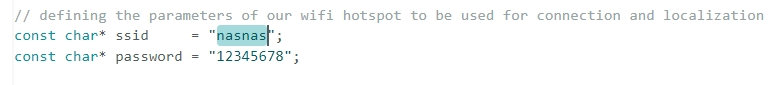 // defining the parameters of our wifi hotspot to be used for connection and localization
const char* ssid     = "nasnas";
const char* password = "12345678";